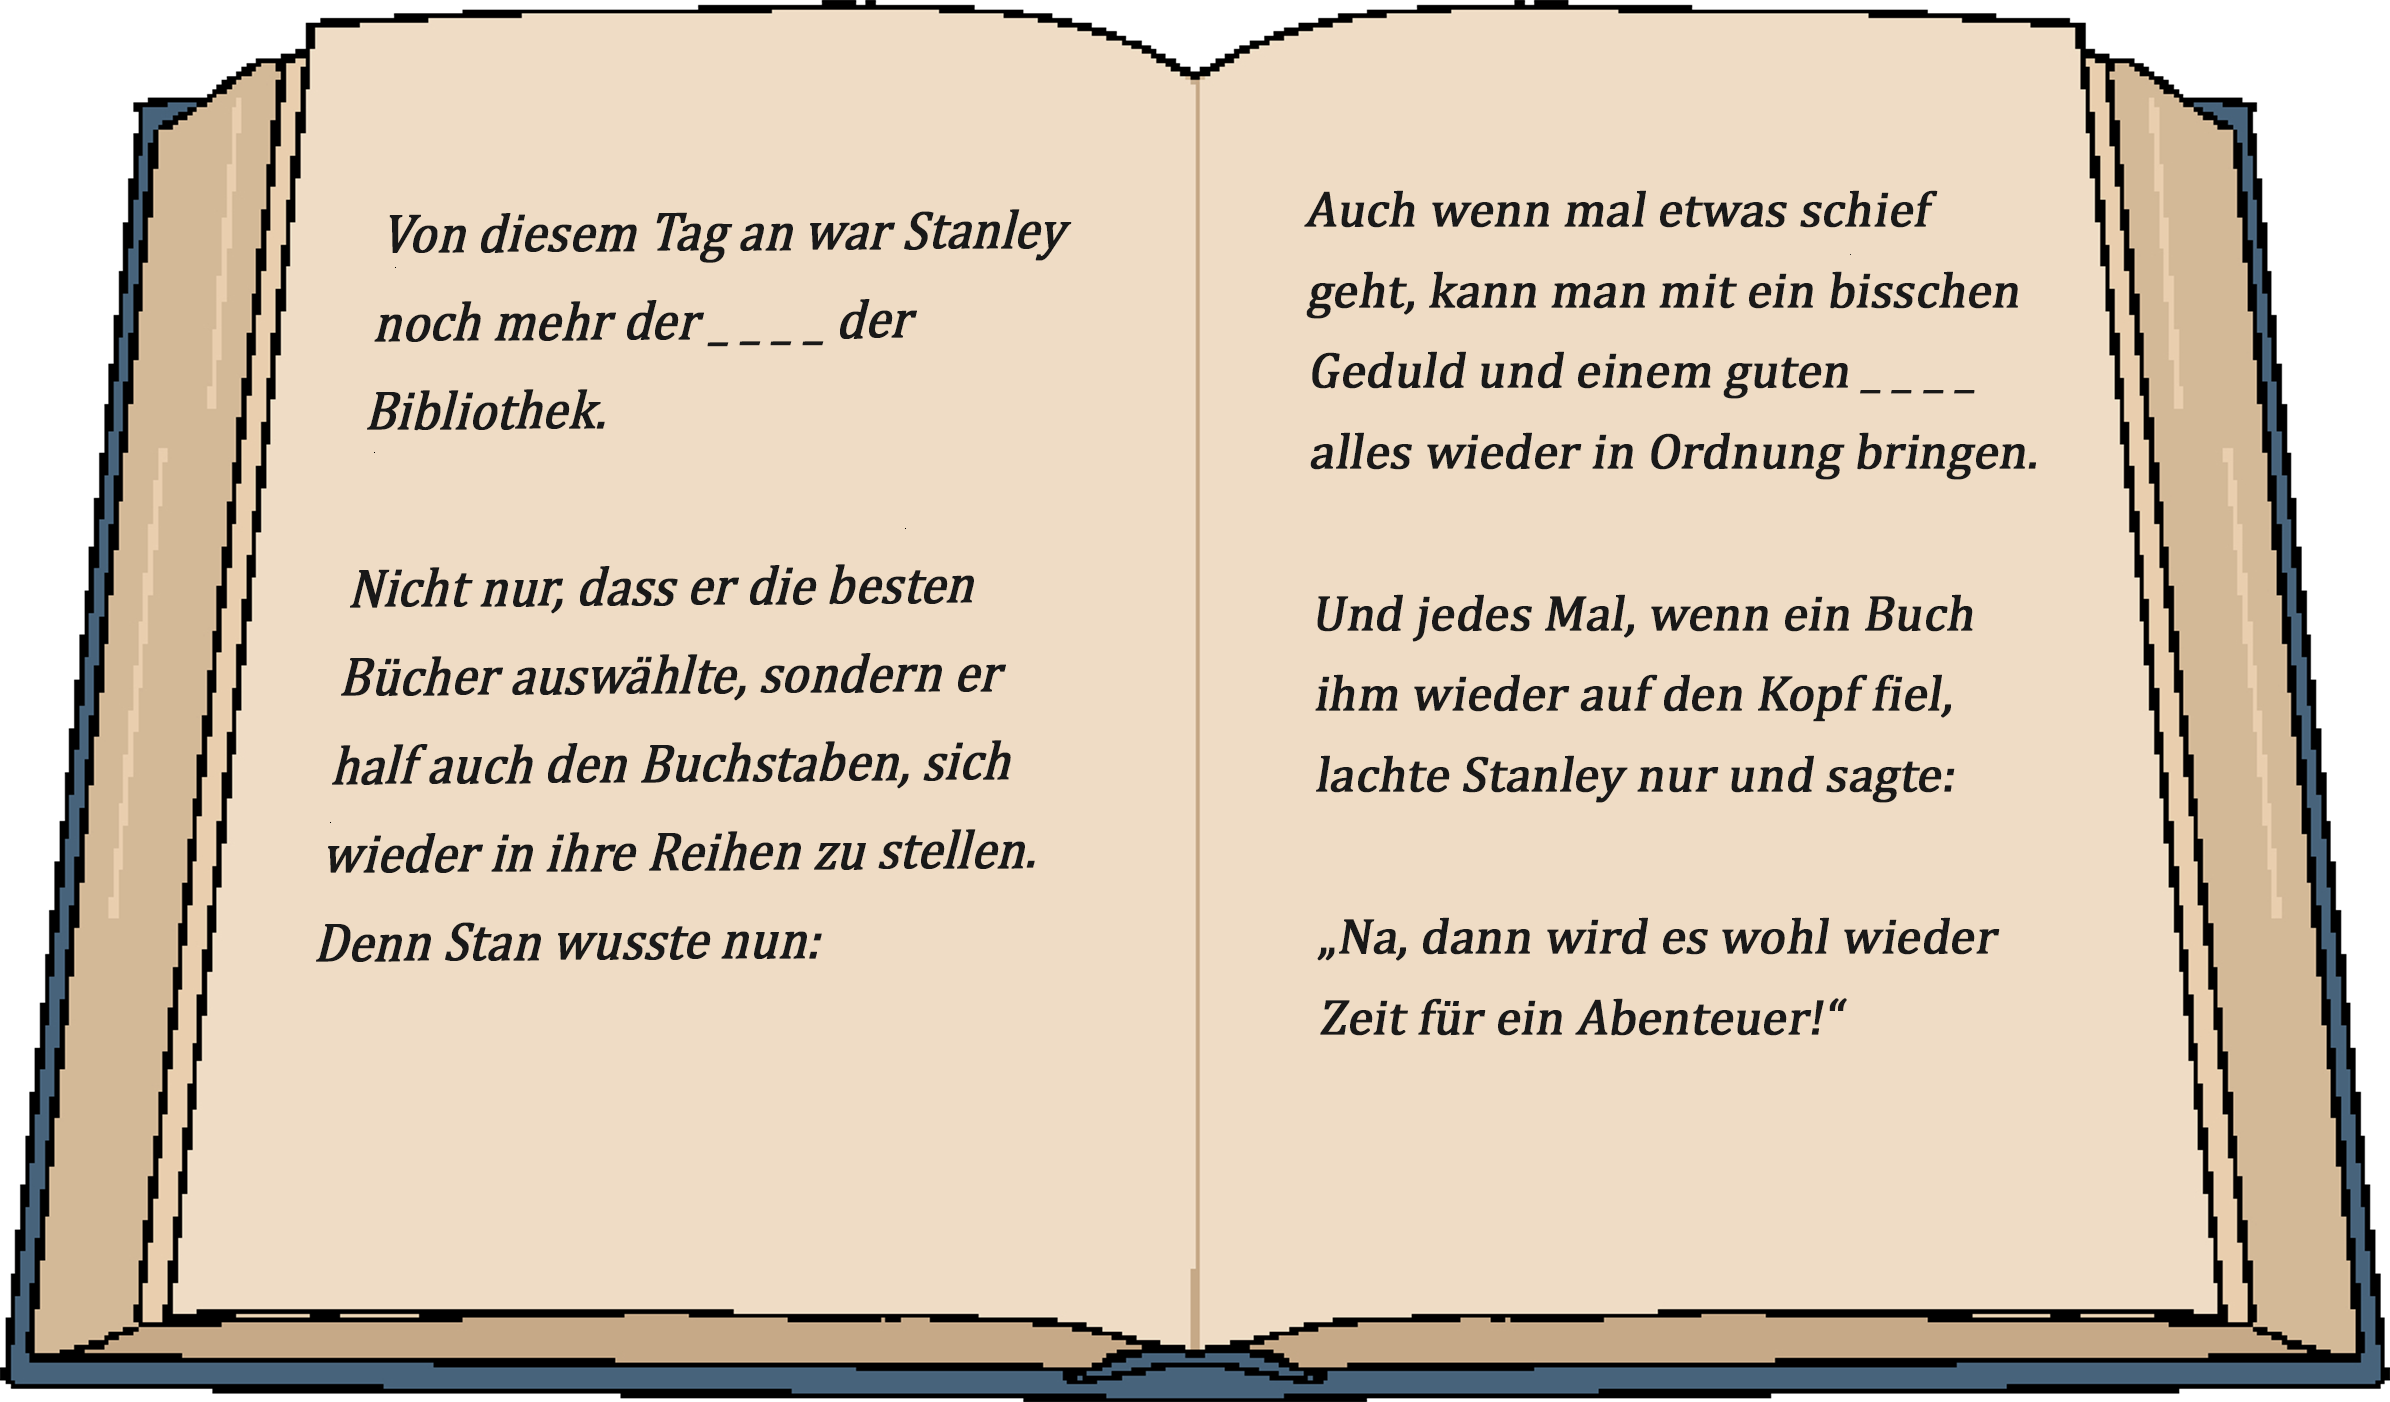 Von diesem Tag an war Stanley
noch mehr der _ _ _ _ der
Bibliothek.
Nicht nur, dass er die besten
Bücher auswählte, sondern er
half auch den Buchstaben, sich
wieder in ihre Reihen zu stellen.
Denn Stan wusste nun:
Auch wenn mal etwas schief
geht, kann man mit ein bisschen
Geduld und einem guten _ _ _ _
alles wieder in Ordnung bringen.
Und jedes Mal, wenn ein Buch
ihm wieder auf den Kopf fiel,
lachte Stanley nur und sagte:
„Na, dann wird es wohl wieder
Zeit für ein Abenteuer!“